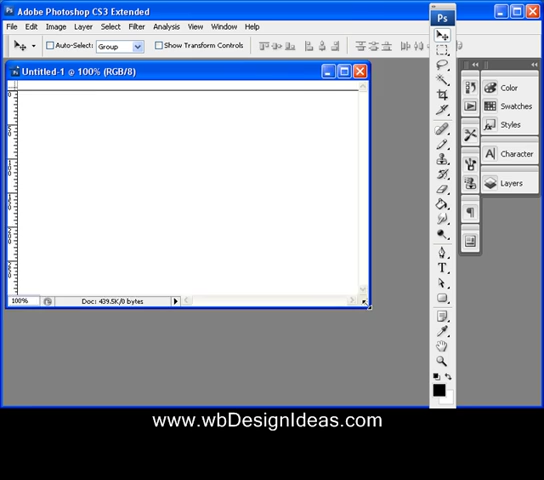 Adobe Photoshop CS3 Extended
File Edit Image Layer Select Filter Analysis View Window Help
Auto-Select: Group Show Transform Controls
Ps
Untitled-1 @ 100% (RGB/8)
Color
Swatches
Styles
A| Character
Layers
T
100% Doc: 439.5K/0 bytes
www.wbDesignIdeas.com